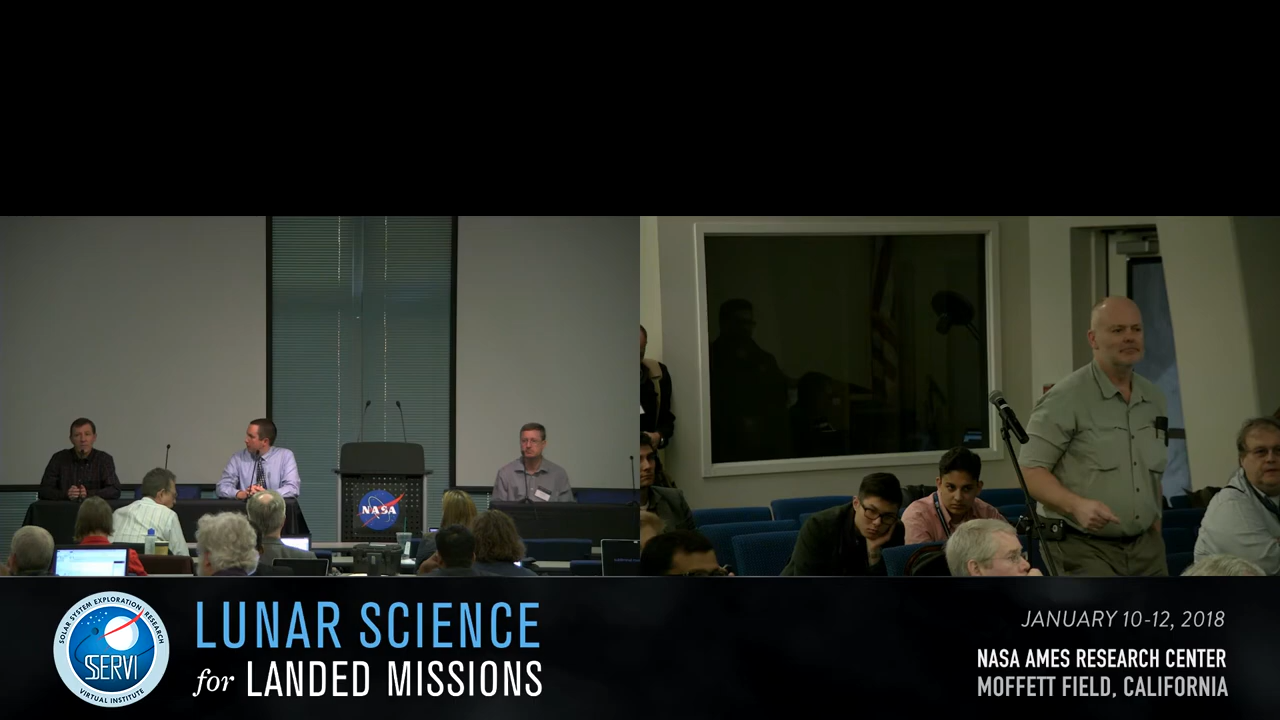 NASA
SOLAR SYSTEM EXPLORATION RESEARCH
SSERVI
VIRTUAL INSTITUTE
LUNAR SCIENCE
for LANDED MISSIONS
JANUARY 10-12, 2018
NASA AMES RESEARCH CENTER
MOFFETT FIELD, CALIFORNIA